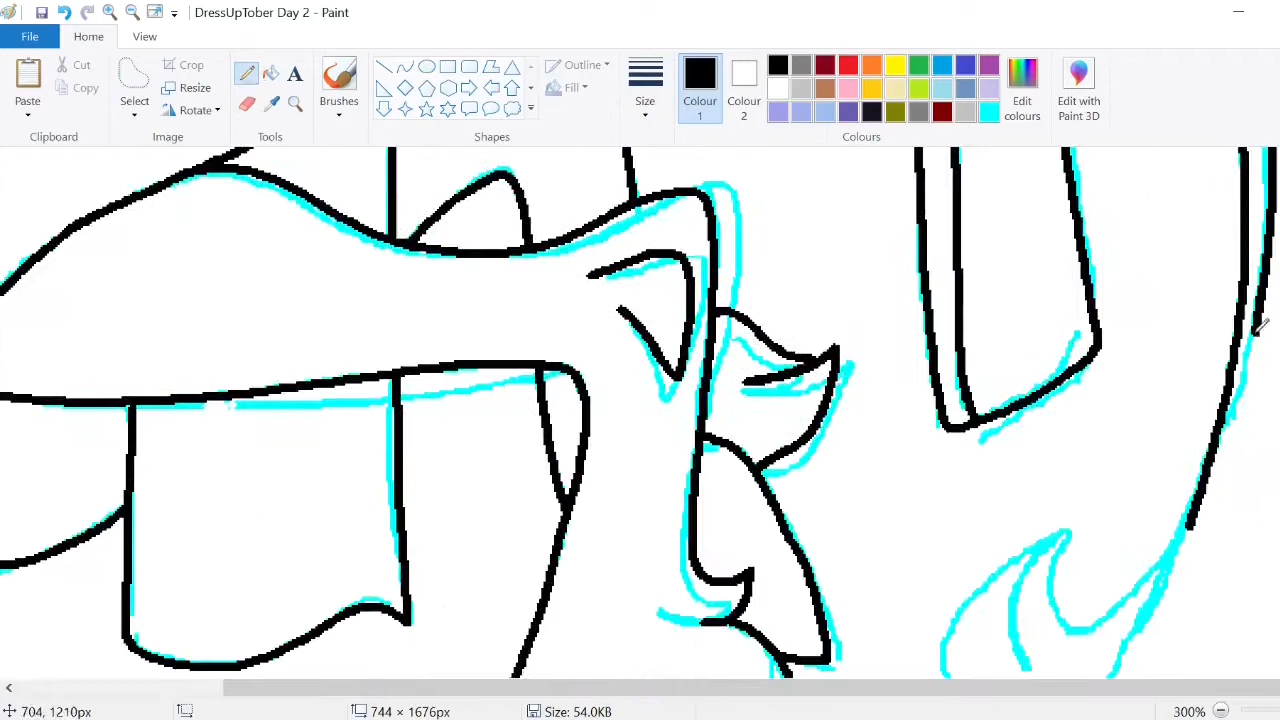 DressUpTober Day 2 - Paint
File
Home
View
Paste
Cut
Copy
Clipboard
Select
Crop
Resize
Rotate
Image
A
Tools
Brushes
Shapes
Outline
Fill
Size
Colour 1
Colour 2
Edit colours
Edit with Paint 3D
Colours
704, 1210px
744 × 1676px
Size: 54.0KB
300%